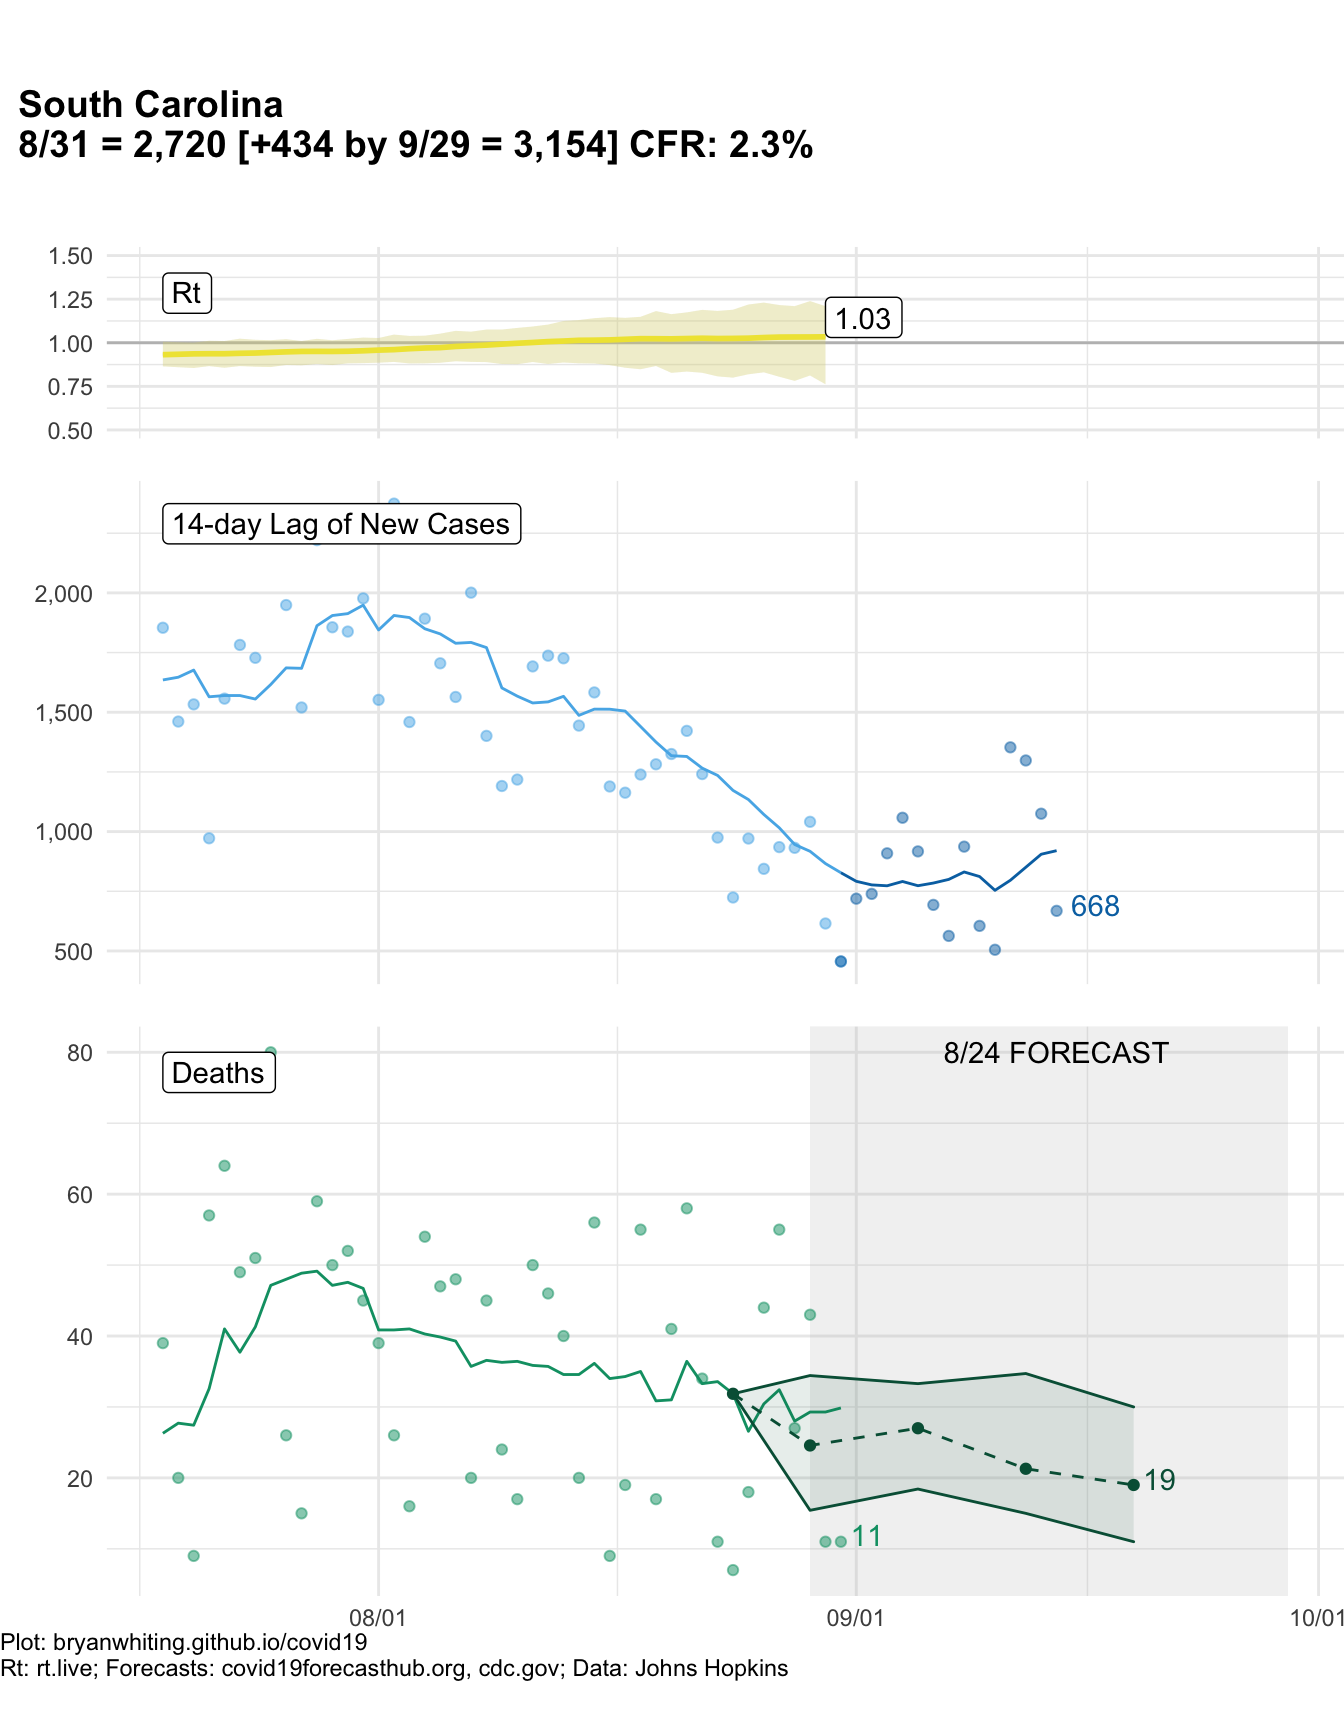 South Carolina
8/31 = 2,720 [+434 by 9/29 = 3,154] CFR: 2.3%
1.50
1.25
1.00
0.75
0.50
Rt
1.03
14-day Lag of New Cases
2,000
1,500
1,000
500
668
80
60
40
20
Deaths
8/24 FORECAST
19
11
08/01
09/01
10/01
Plot: bryanwhiting.github.io/covid19
Rt: rt.live; Forecasts: covid19forecasthub.org, cdc.gov; Data: Johns Hopkins